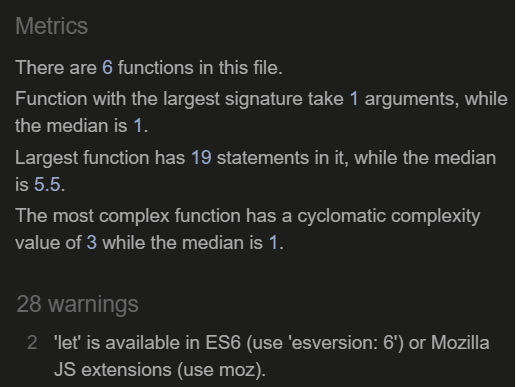 Metrics
There are 6 functions in this file.
Function with the largest signature take 1 arguments, while
the median is 1.
Largest function has 19 statements in it, while the median
is 5.5.
The most complex function has a cyclomatic complexity
value of 3 while the median is 1.
28 warnings
2 'let' is available in ES6 (use 'esversion: 6') or Mozilla
JS extensions (use moz).